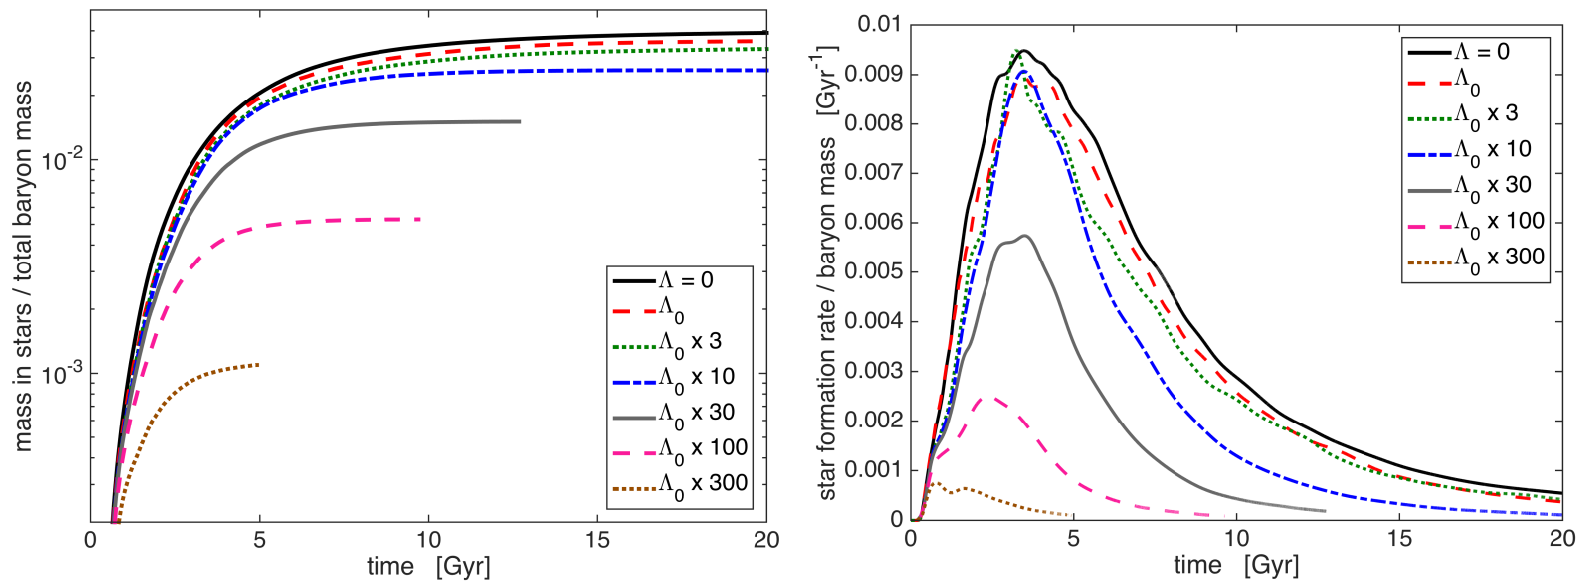 mass in stars / total baryon mass
10⁻²
10⁻³
Λ = 0
Λ₀
Λ₀ x 3
Λ₀ x 10
Λ₀ x 30
Λ₀ x 100
Λ₀ x 300
0 5 10 15 20
time [Gyr]
star formation rate / baryon mass [Gyr⁻¹]
0.01
0.009
0.008
0.007
0.006
0.005
0.004
0.003
0.002
0.001
0
Λ = 0
Λ₀
Λ₀ x 3
Λ₀ x 10
Λ₀ x 30
Λ₀ x 100
Λ₀ x 300
0 5 10 15 20
time [Gyr]